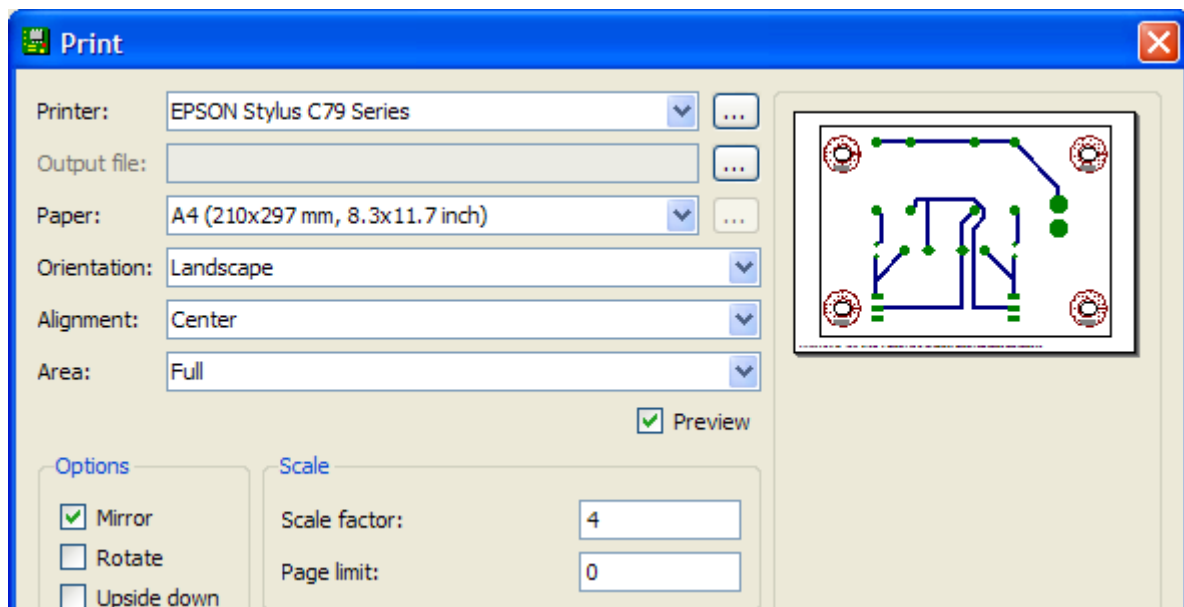 Print
Printer: EPSON Stylus C79 Series ...
Output file: ...
Paper: A4 (210x297 mm, 8.3x11.7 inch) ...
Orientation: Landscape
Alignment: Center
Area: Full
Preview
Options Scale
Mirror Scale factor: 4
Rotate Page limit: 0
Upside down